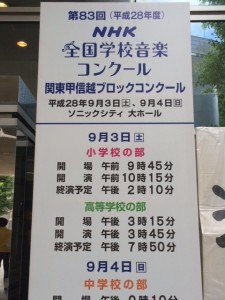 第83回（平成28年度）
NHK
全国学校音楽
コンクール
関東甲信越ブロックコンクール
平成28年9月3日㊏、9月4日㊐
ソニックシティ 大ホール
9月3日㊏
小学校の部
開場 午前 9時45分
開演 午前10時15分
終演予定 午後 2時10分
高等学校の部
開場 午後 3時15分
開演 午後 3時45分
終演予定 午後 7時50分
9月4日㊐
中学校の部